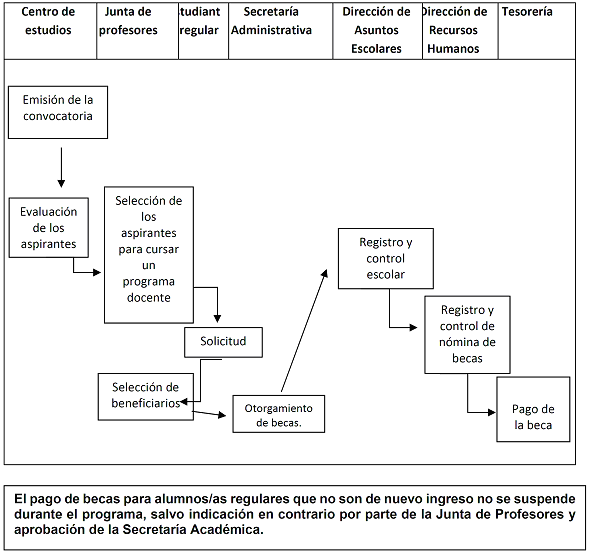 Centro de
estudios
Junta de
profesores
studiant
regular
Secretaría
Administrativa
Dirección de
Asuntos
Escolares
Dirección de
Recursos
Humanos
Tesorería
Emisión de la
convocatoria
Evaluación
de los
aspirantes
Selección de
los
aspirantes
para cursar
un
programa
docente
Solicitud
Selección de
beneficiarios
Otorgamiento
de becas.
Registro y
control
escolar
Registro y
control de
nómina de
becas
Pago de
la beca
El pago de becas para alumnos/as regulares que no son de nuevo ingreso no se suspende
durante el programa, salvo indicación en contrario por parte de la Junta de Profesores y
aprobación de la Secretaría Académica.